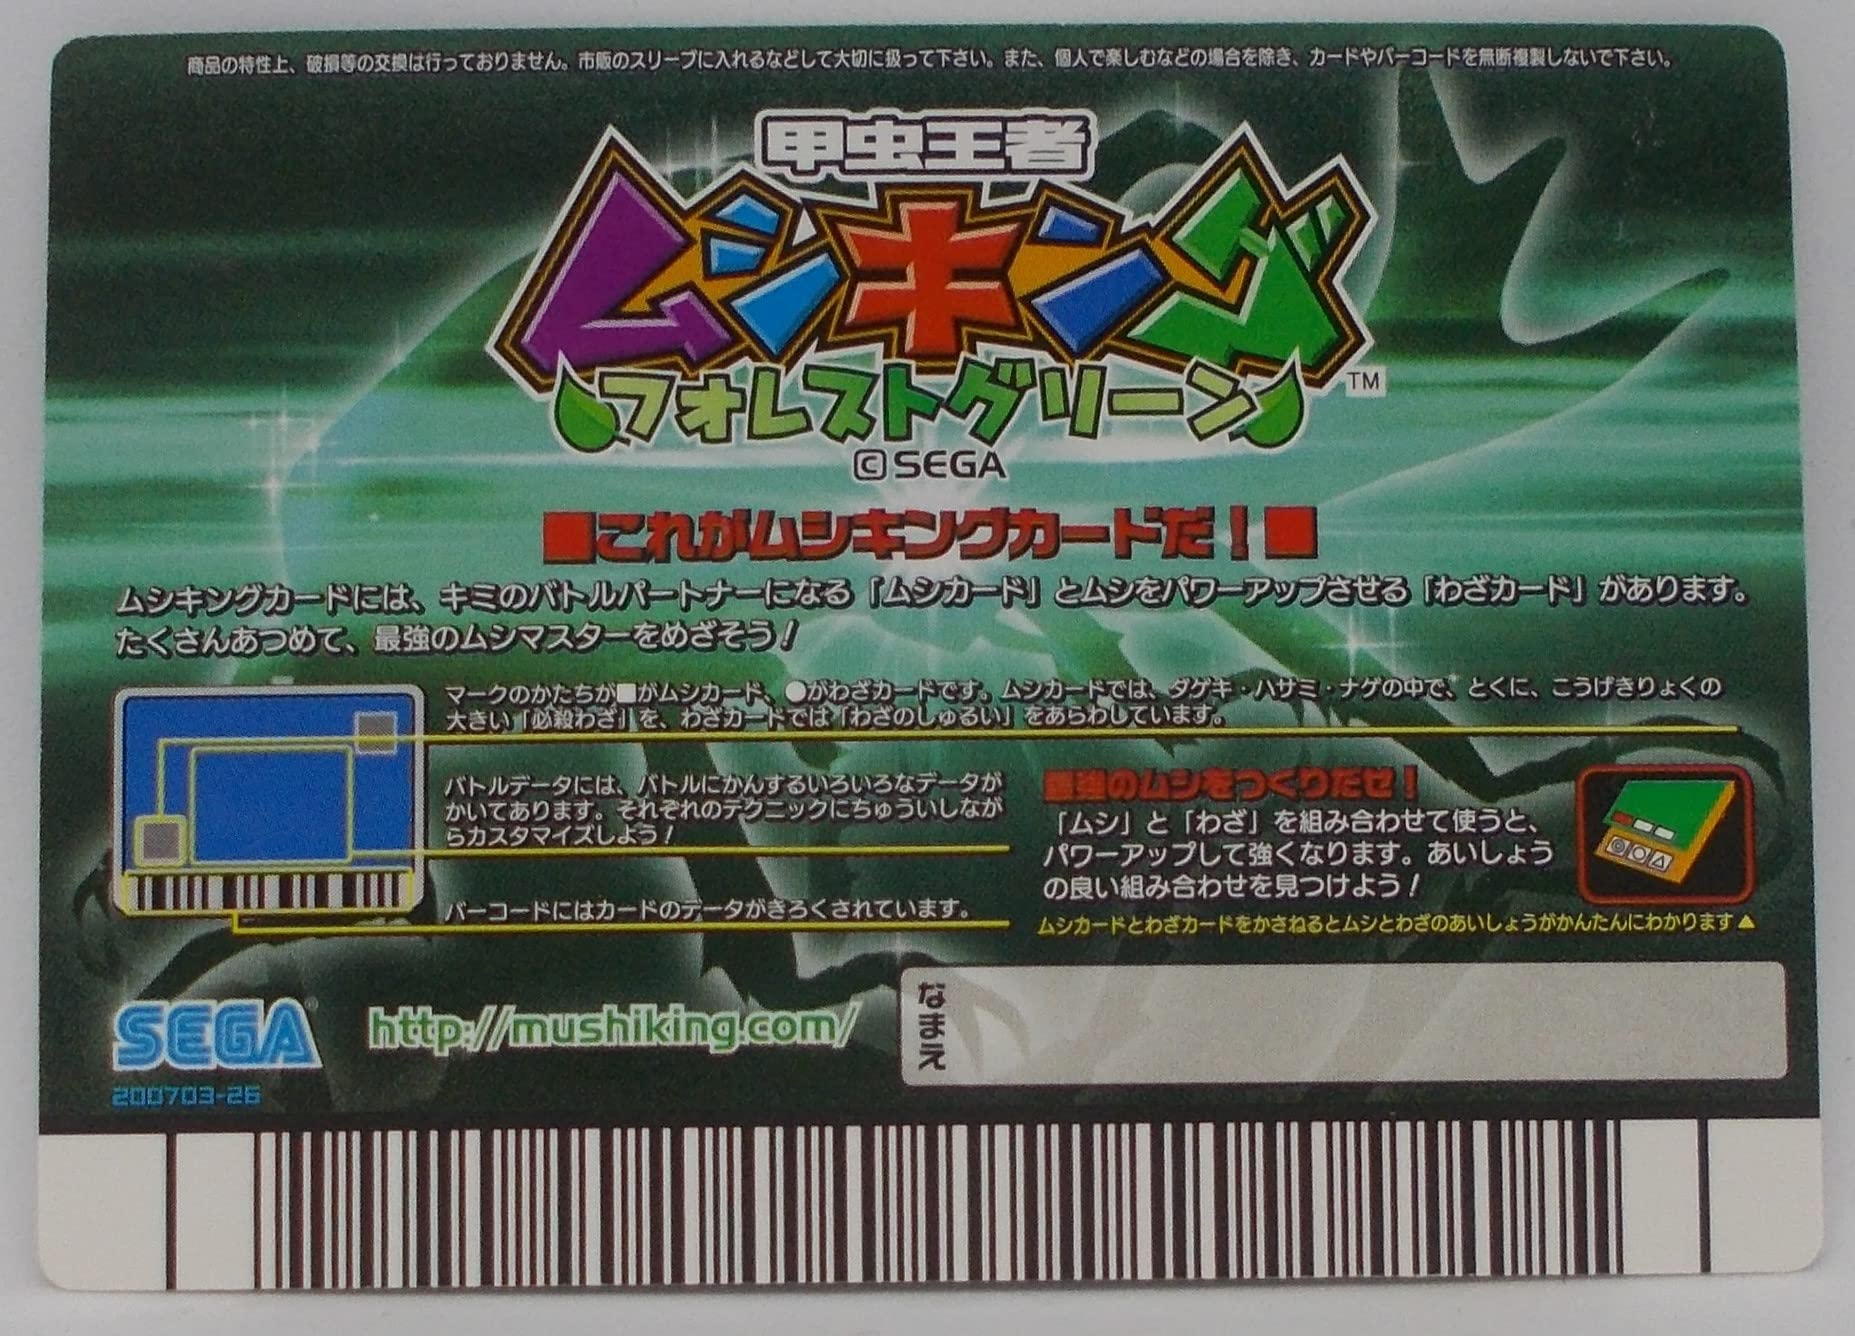 商品の特性上、破損等の交換は行っておりません。市販のスリーブに入れるなどして大切に扱って下さい。また、個人で楽しむなどの場合を除き、カードやバーコードを無断複製しないで下さい。
甲虫王者
ムシキング
TM
フォレストグリーン
©SEGA
■これがムシキングカードだ!■
ムシキングカードには、キミのバトルパートナーになる「ムシカード」とムシをパワーアップさせる「わざカード」があります。
たくさんあつめて、最強のムシマスターをめざそう!
マークのかたちが■がムシカード、●がわざカードです。ムシカードでは、ダゲキ・ハサミ・ナゲの中で、とくに、こうげきりょくの
大きい「必殺わざ」を、わざカードでは「わざのしゅるい」をあらわしています。
バトルデータには、バトルにかんするいろいろなデータが
かいてあります。それぞれのテクニックにちゅういしなが
らカスタマイズしよう!
バーコードにはカードのデータがきろくされています。
最強のムシをつくりだせ!
「ムシ」と「わざ」を組み合わせて使うと、
パワーアップして強くなります。あいしょう
の良い組み合わせを見つけよう!
◎○△
ムシカードとわざカードをかさねるとムシとわざのあいしょうがかんたんにわかります▲
SEGA®
http://mushiking.com/
なまえ
200703-26